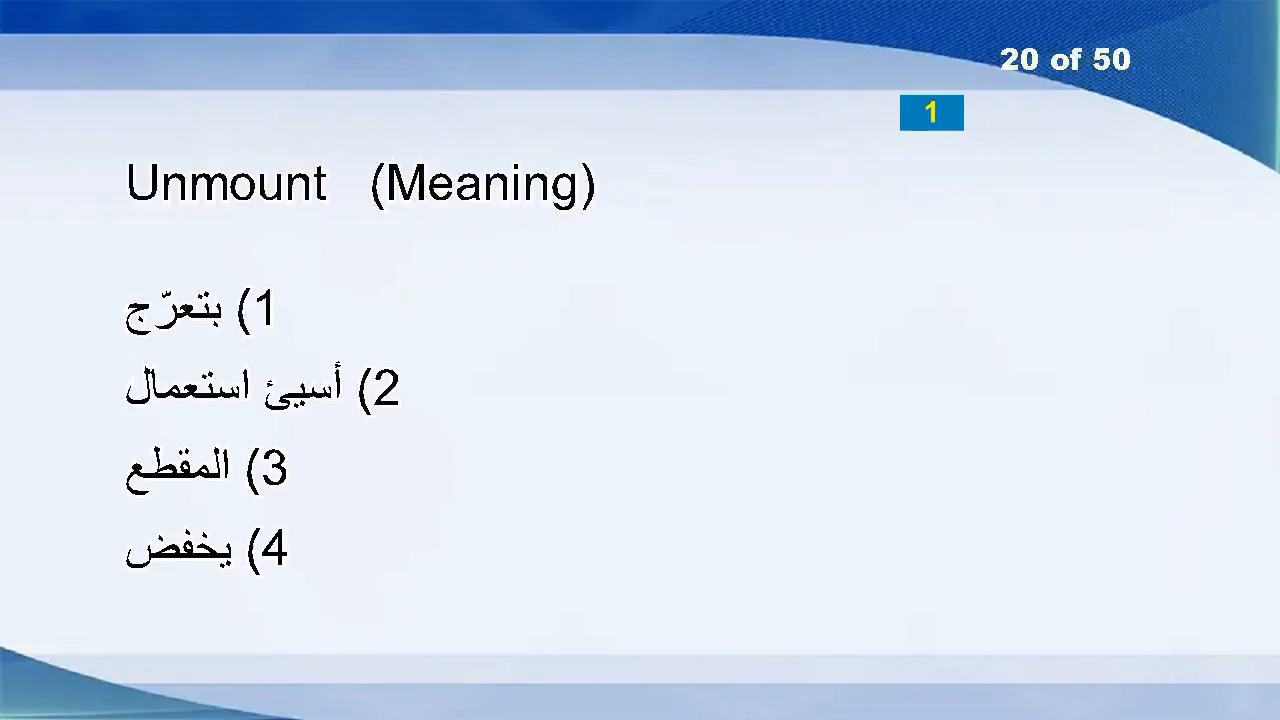 20 of 50
1
Unmount (Meaning)
1) بتعرّج
2) أسيئ استعمال
3) المقطع
4) يخفض